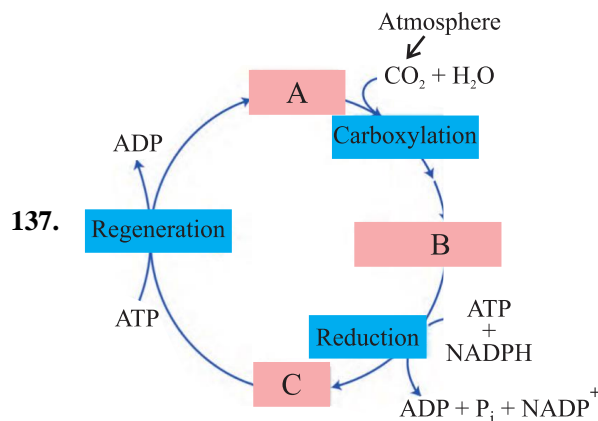 Atmosphere
CO₂ + H₂O
A
Carboxylation
ADP
137.
Regeneration
B
ATP
ATP
+
NADPH
Reduction
C
ADP + Pᵢ + NADP⁺